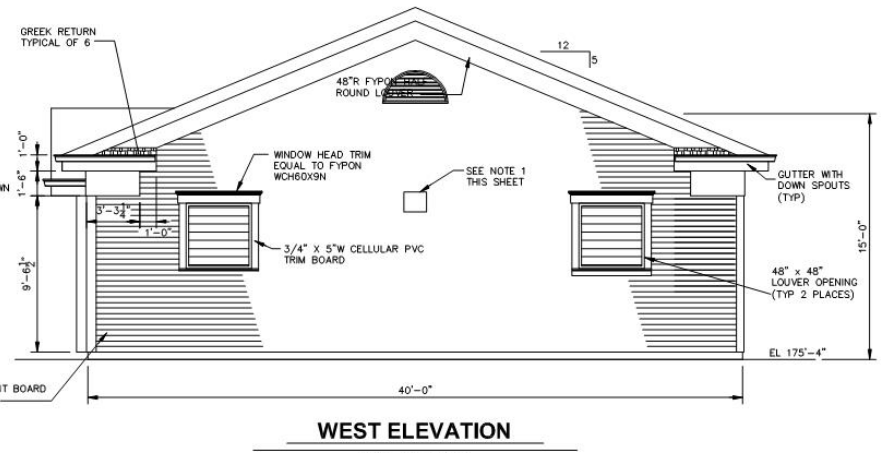 GREEK RETURN
TYPICAL OF 6
12
5
48"R FYPON HALF
ROUND LOUVER
1'-0"
1'-6"
WINDOW HEAD TRIM
EQUAL TO FYPON
WCH60X9N
SEE NOTE 1
THIS SHEET
GUTTER WITH
DOWN SPOUTS
(TYP)
3'-3¼"
1'-0"
3/4" X 5"W CELLULAR PVC
TRIM BOARD
15'-0"
9'-6½"
48" x 48"
LOUVER OPENING
(TYP 2 PLACES)
EL 175'-4"
BOARD
40'-0"
WEST ELEVATION